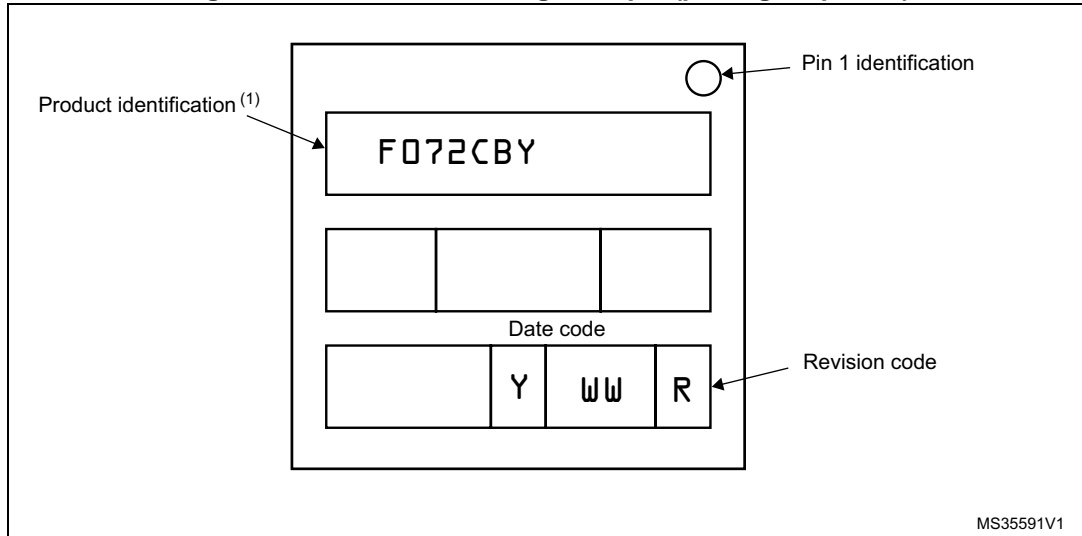 Pin 1 identification
Product identification (1)
F072CBY
Date code
Y WW R
Revision code
MS35591V1